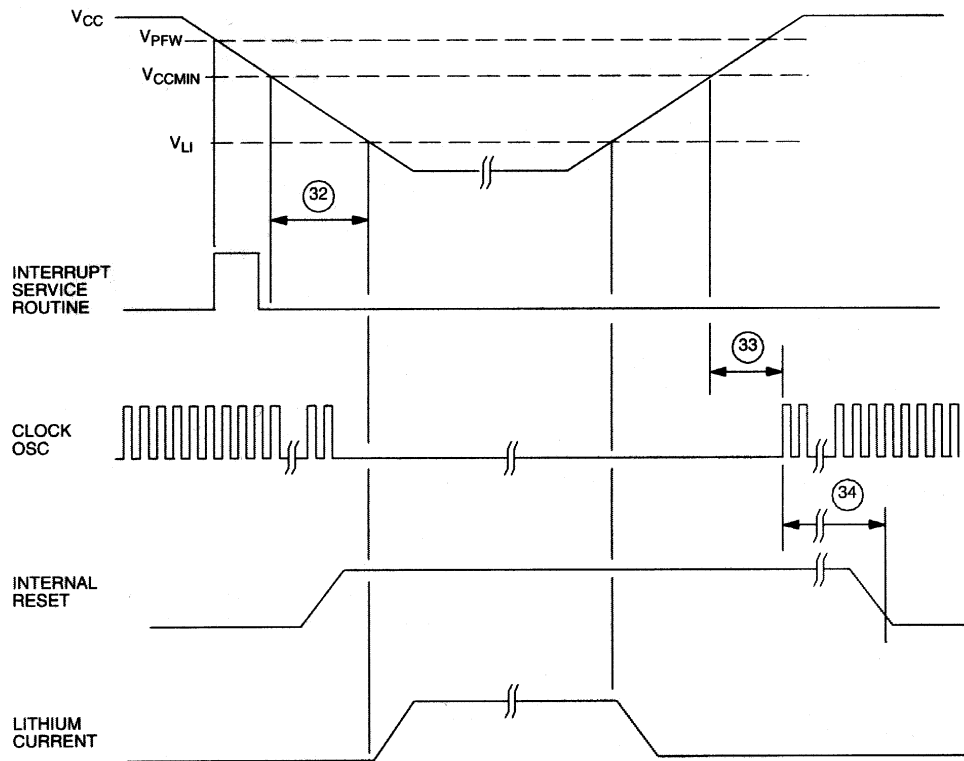 VCC
VPFW
VCCMIN
VLI
32
INTERRUPT
SERVICE
ROUTINE
33
CLOCK
OSC
34
INTERNAL
RESET
LITHIUM
CURRENT